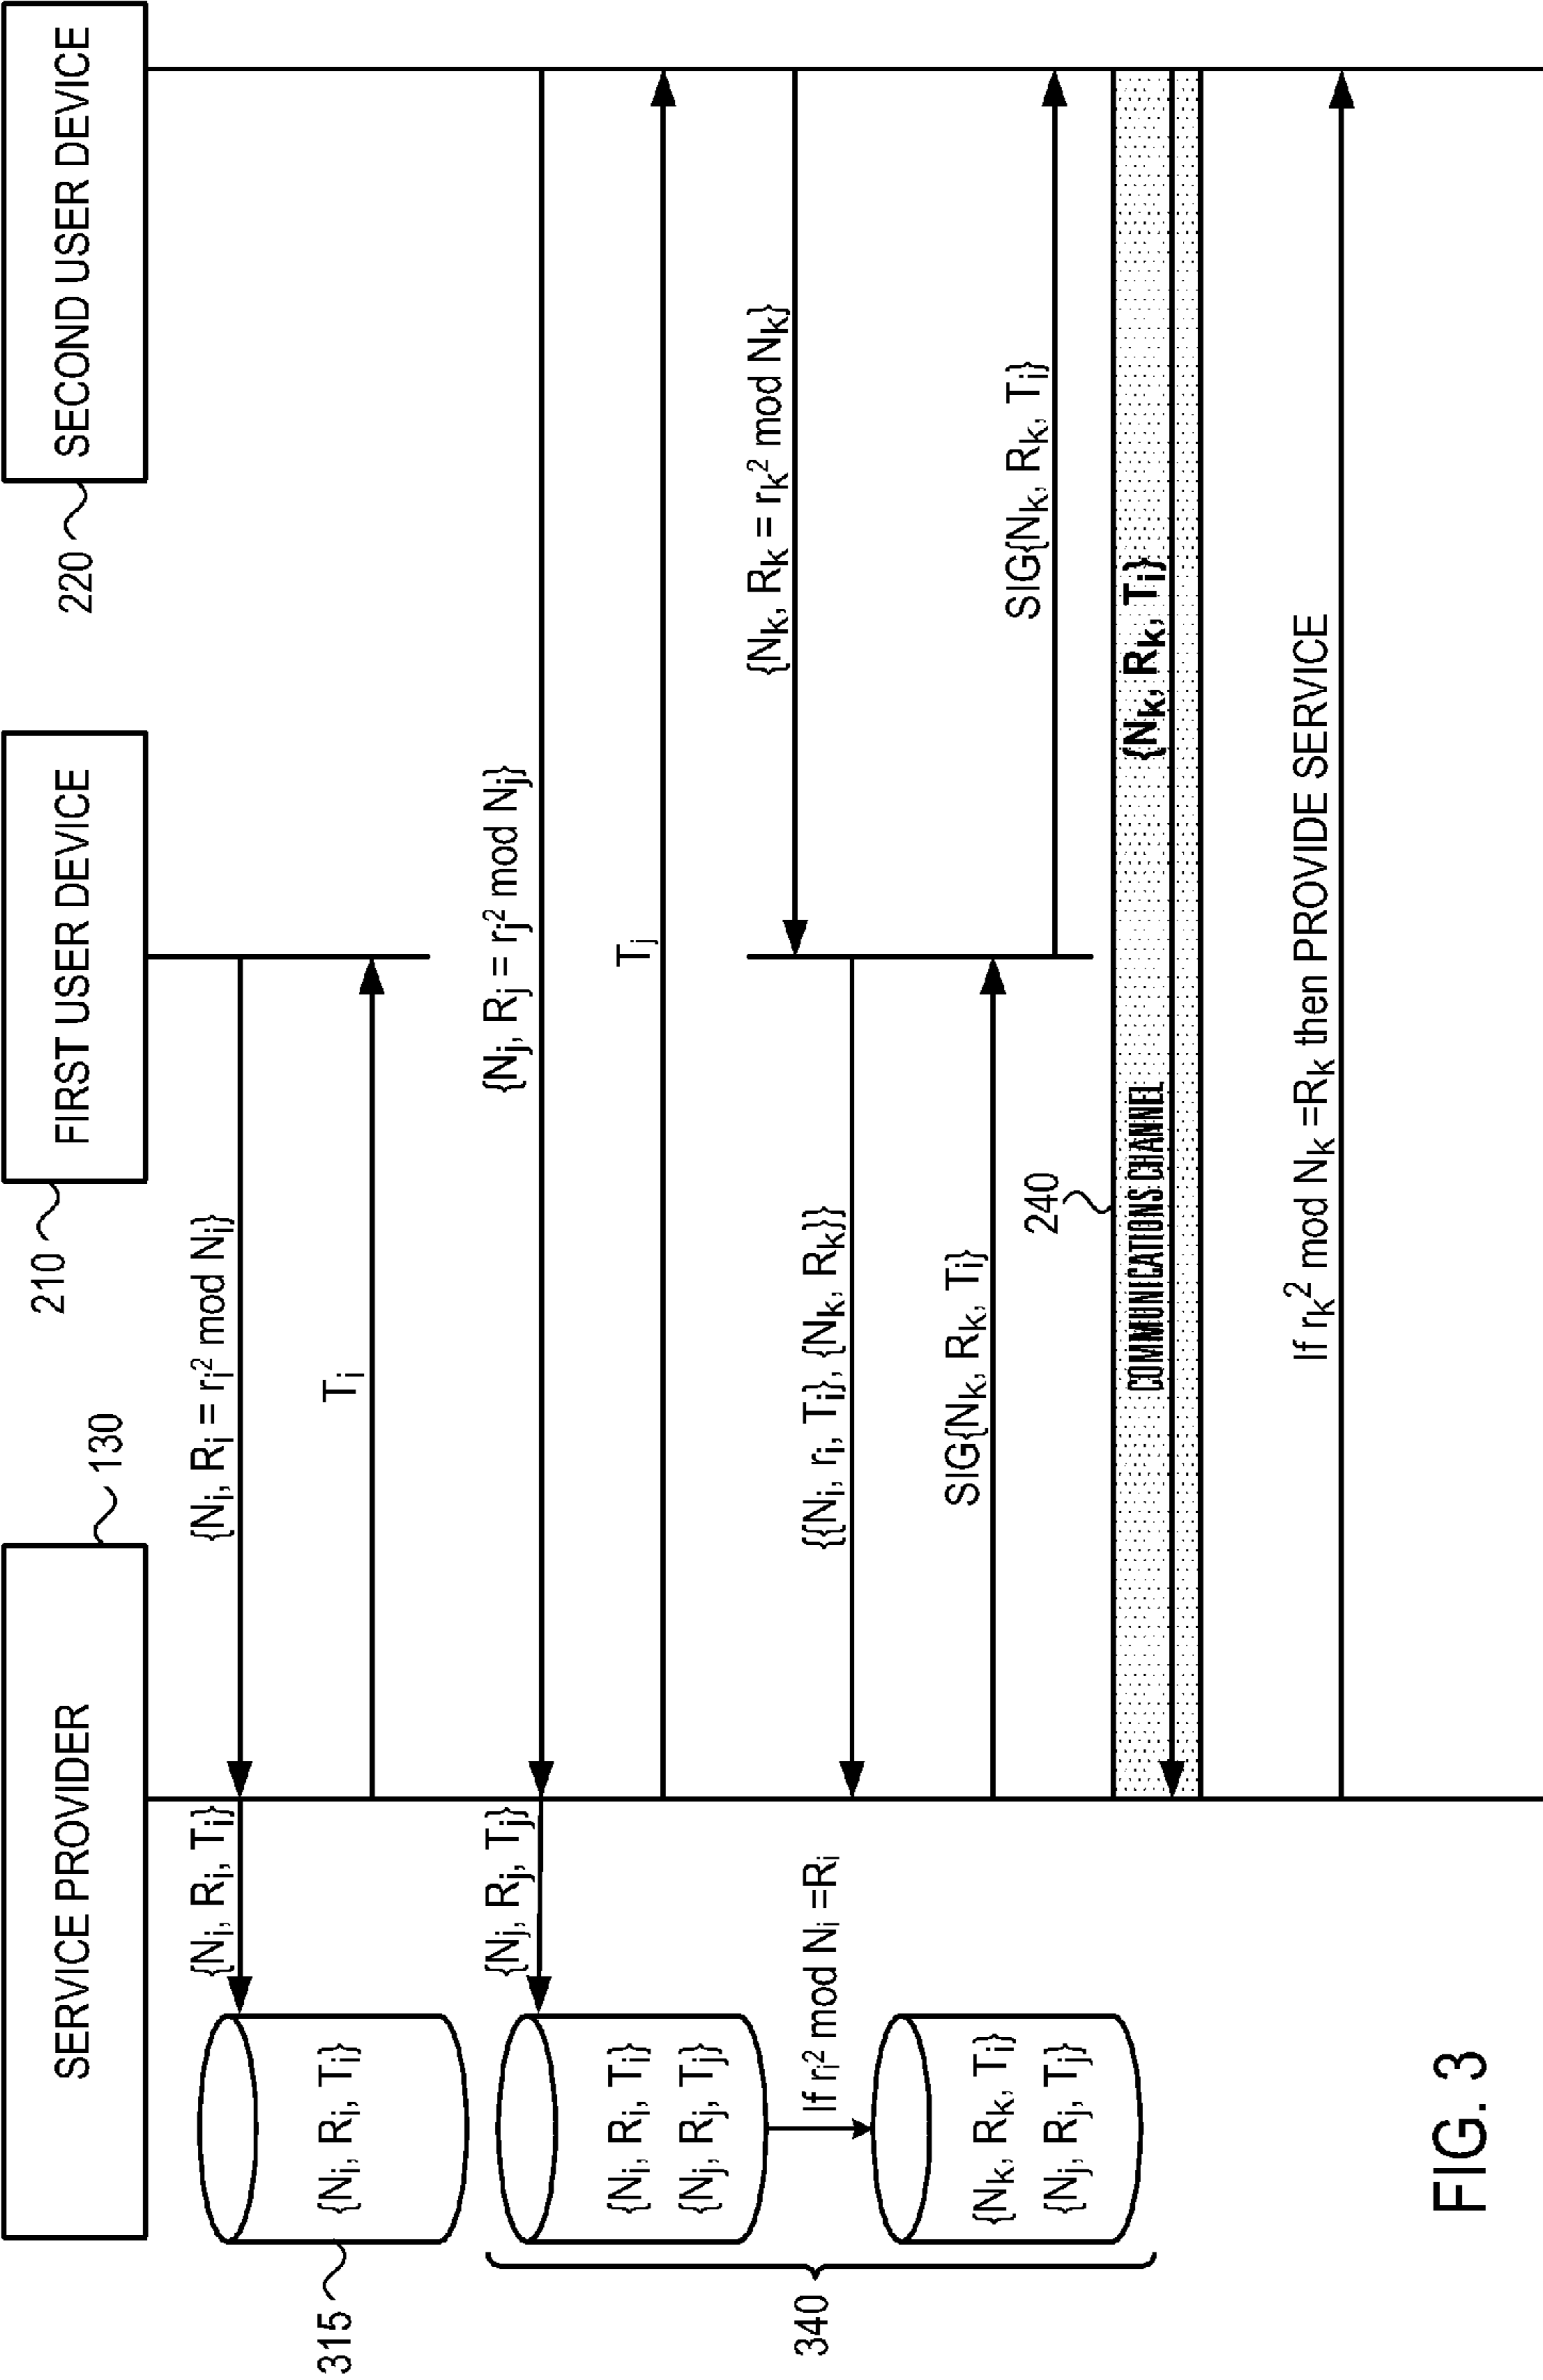 SERVICE PROVIDER
130
FIRST USER DEVICE
210
SECOND USER DEVICE
220
{Ni, Ri, Ti}
{Ni, Ri = ri² mod Ni}
{Ni, Ri, Ti}
315
Ti
{Nj, Rj, Tj}
{Nj, Rj = rj² mod Nj}
{Ni, Ri, Ti}
{Nj, Rj, Tj}
Tj
{Nk, Rk = rk² mod Nk}
If ri² mod Ni =Ri
{{Ni, ri, Ti}, {Nk, Rk}}
340
{Nk, Rk, Ti}
{Nj, Rj, Tj}
SIG{Nk, Rk, Ti}
SIG{Nk, Rk, Ti}
240
COMMUNICATIONS CHANNEL
{Nk, Rk, Ti}
If rk² mod Nk =Rk then PROVIDE SERVICE
FIG. 3